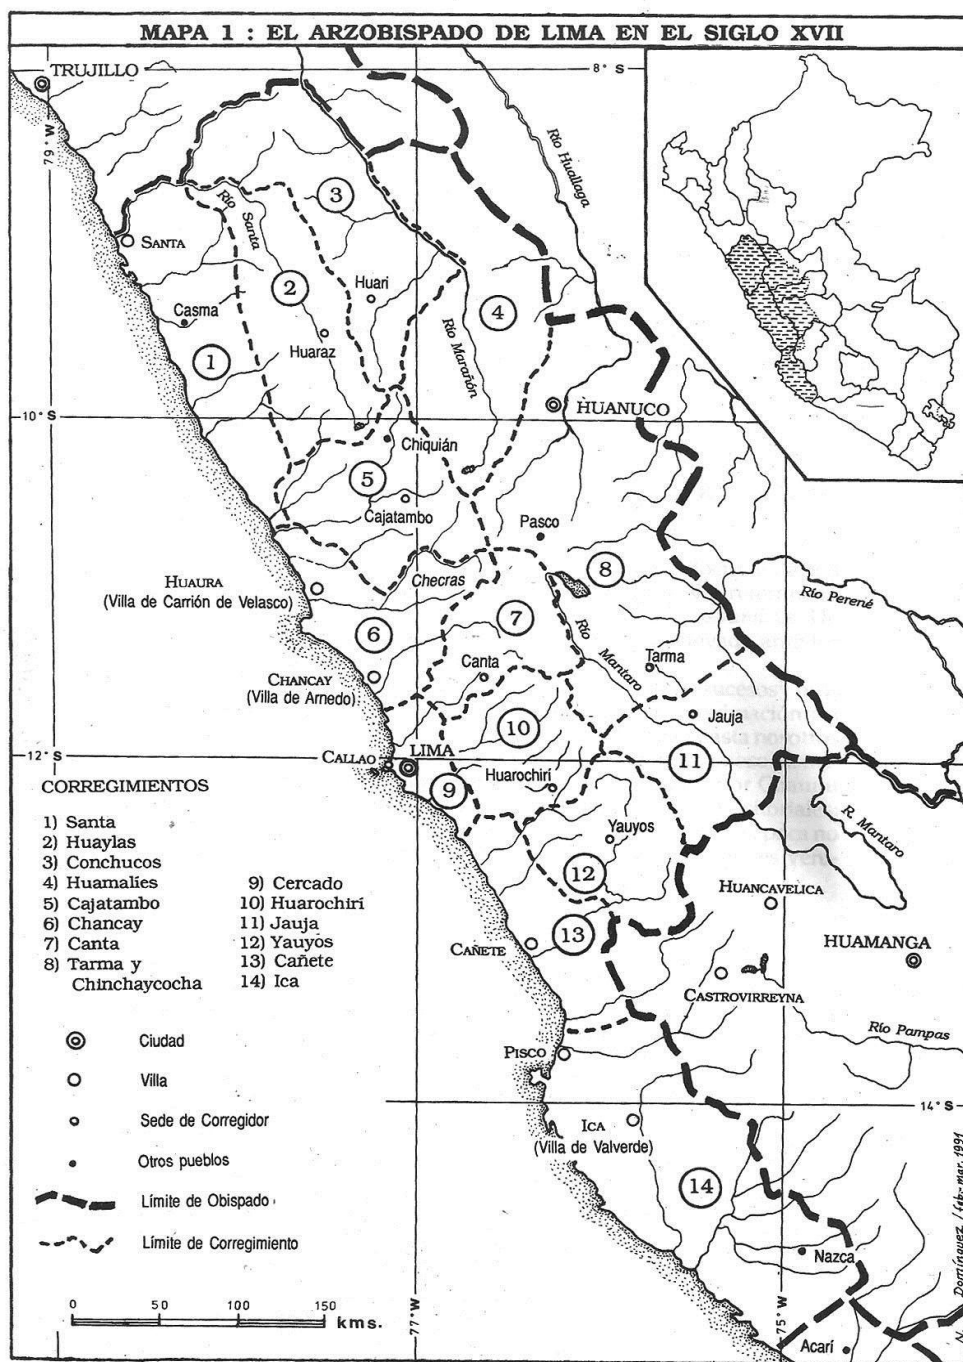 MAPA 1 : EL ARZOBISPADO DE LIMA EN EL SIGLO XVII
TRUJILLO
8° S
79° W
Río Huallaga
3
Río Santa
SANTA
2
Huari
4
Casma
Huaraz
Río Marañón
1
10° S
HUANUCO
Chiquián
5
Cajatambo
Pasco
HUAURA
(Villa de Carrión de Velasco)
Checras
8
Río Perené
7
6
Río Mantaro
Canta
Tarma
CHANCAY
(Villa de Arnedo)
10
Jauja
12° S
CALLAO
LIMA
11
Huarochirí
9
R. Mantaro
Yauyos
12
HUANCAVELICA
13
CAÑETE
HUAMANGA
CASTROVIRREYNA
Río Pampas
PISCO
14° S
ICA
(Villa de Valverde)
14
Nazca
Acarí
77° W
75° W
CORREGIMIENTOS
1) Santa
2) Huaylas
3) Conchucos
4) Huamalíes
5) Cajatambo
6) Chancay
7) Canta
8) Tarma y
Chinchaycocha
9) Cercado
10) Huarochirí
11) Jauja
12) Yauyos
13) Cañete
14) Ica
Ciudad
Villa
Sede de Corregidor
Otros pueblos
Límite de Obispado
Límite de Corregimiento
0 50 100 150
kms.
N. Domínguez / feb-mar. 1991